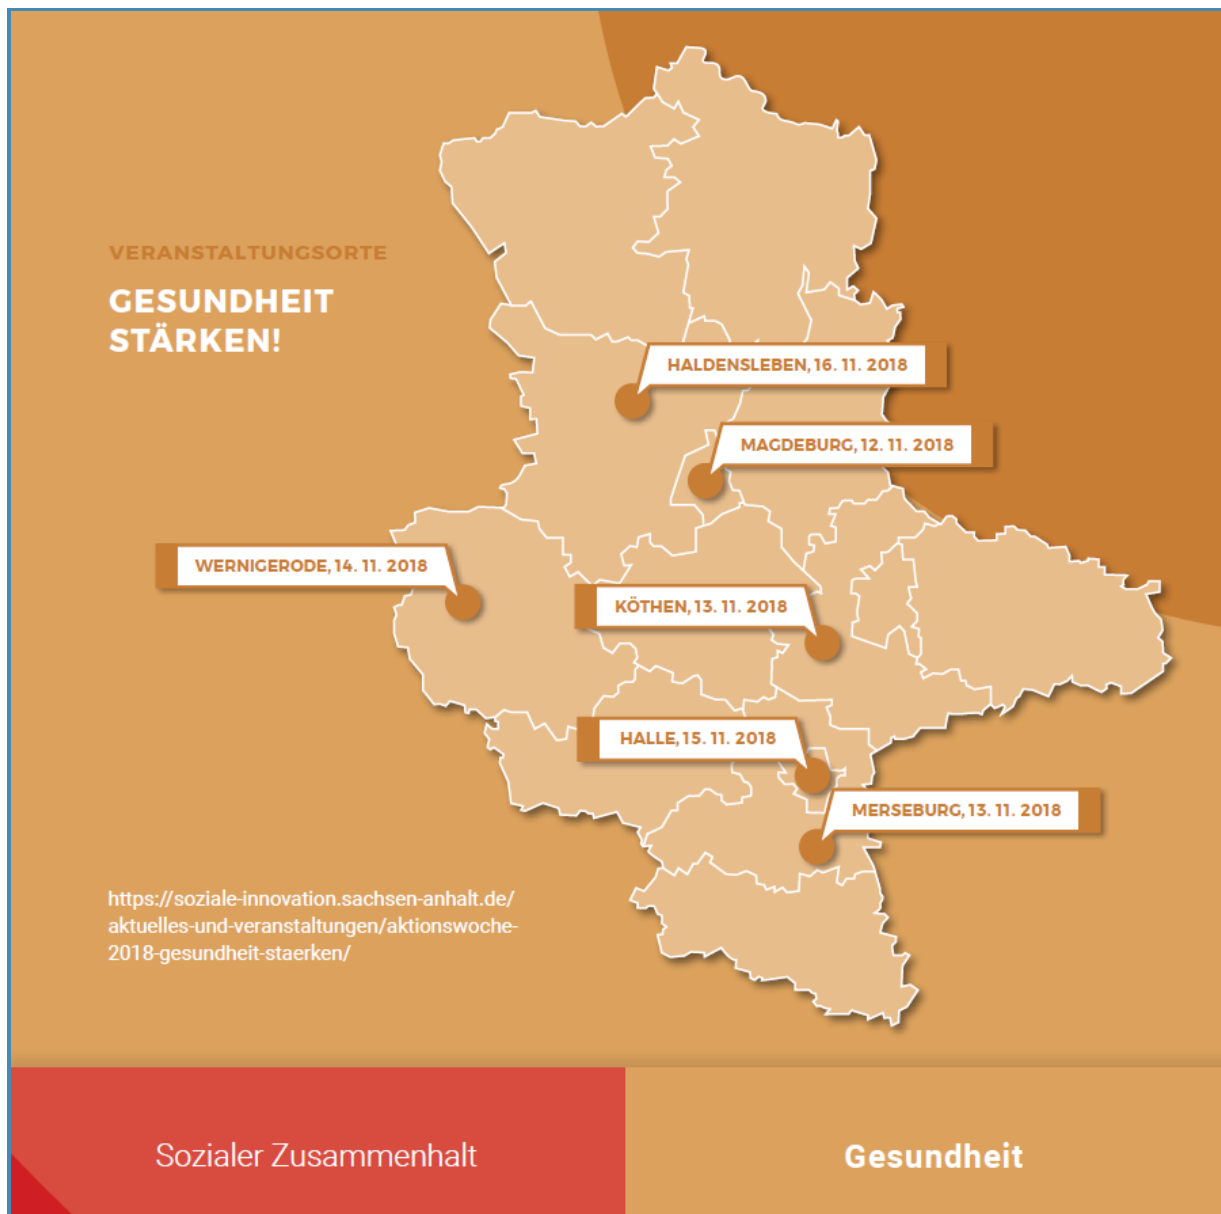 VERANSTALTUNGSORTE
GESUNDHEIT
STÄRKEN!
HALDENSLEBEN, 16. 11. 2018
MAGDEBURG, 12. 11. 2018
WERNIGERODE, 14. 11. 2018
KÖTHEN, 13. 11. 2018
HALLE, 15. 11. 2018
MERSEBURG, 13. 11. 2018
https://soziale-innovation.sachsen-anhalt.de/
aktuelles-und-veranstaltungen/aktionswoche-
2018-gesundheit-staerken/
Sozialer Zusammenhalt
Gesundheit